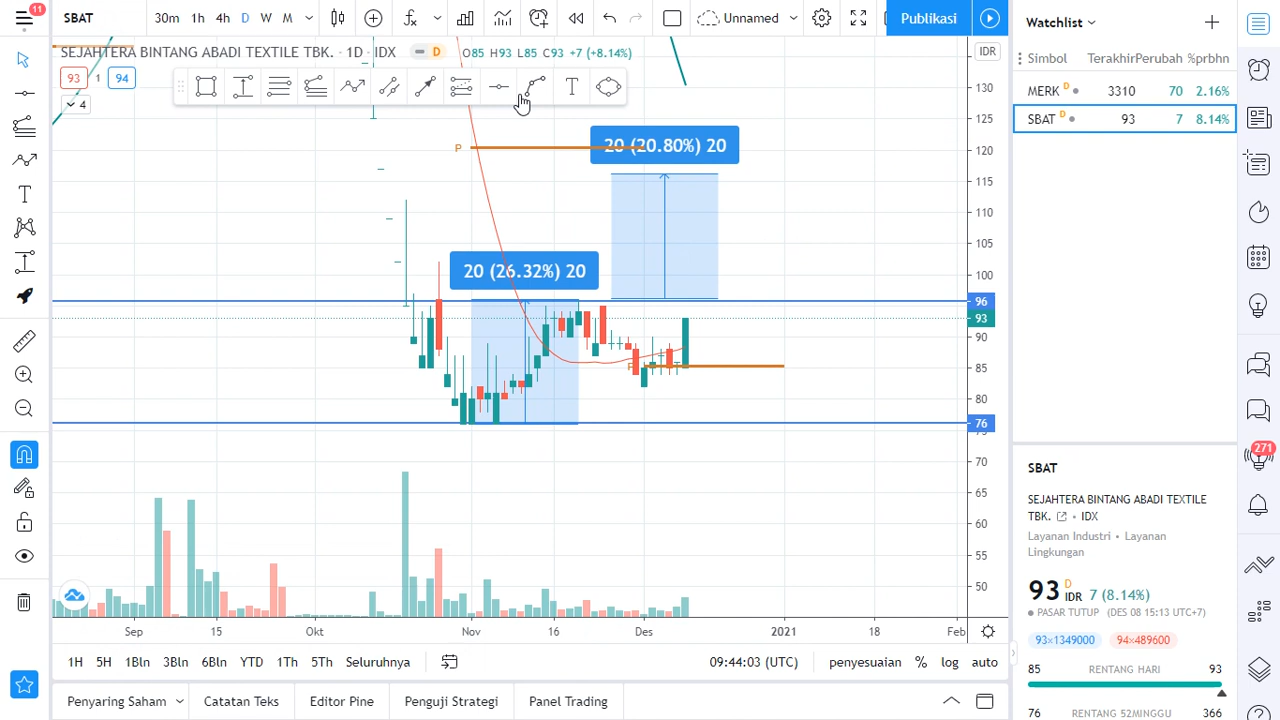 11
SBAT
30m 1h 4h D W M
Unnamed
Publikasi
SEJAHTERA BINTANG ABADI TEXTILE TBK. · 1D · IDX
D
O85 H93 L85 C93 +7 (+8.14%)
93 1 94
4
IDR
130
125
120
115
110
105
100
96
93
90
85
80
76
70
65
60
55
50
P
20 (20.80%) 20
20 (26.32%) 20
Sep 15 Okt Nov 16 Des 2021 18 Feb
1H 5H 1Bln 3Bln 6Bln YTD 1Th 5Th Seluruhnya
09:44:03 (UTC) penyesuaian % log auto
Penyaring Saham Catatan Teks Editor Pine Penguji Strategi Panel Trading
Watchlist
Simbol Terakhir Perubah %prbhn
MERK D 3310 70 2.16%
SBAT D 93 7 8.14%
271
SBAT
SEJAHTERA BINTANG ABADI TEXTILE
TBK. · IDX
Layanan Industri • Layanan
Lingkungan
93 D IDR 7 (8.14%)
PASAR TUTUP (DES 08 15:13 UTC+7)
93×1349000 94×489600
85 RENTANG HARI 93
76 RENTANG 52MINGGU 366